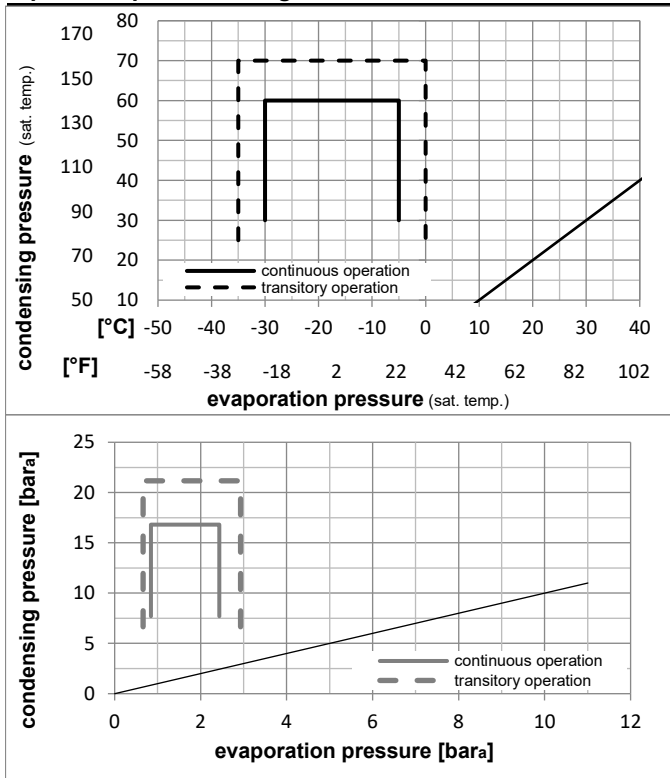 170 80
70
150
60
130
50
110
40
90
30
70
20
50 10
condensing pressure (sat. temp.)
continuous operation
transitory operation
[°C] -50 -40 -30 -20 -10 0 10 20 30 40
[°F] -58 -38 -18 2 22 42 62 82 102
evaporation pressure (sat. temp.)
25
20
15
10
5
0
condensing pressure [bara]
continuous operation
transitory operation
0 2 4 6 8 10 12
evaporation pressure [bara]